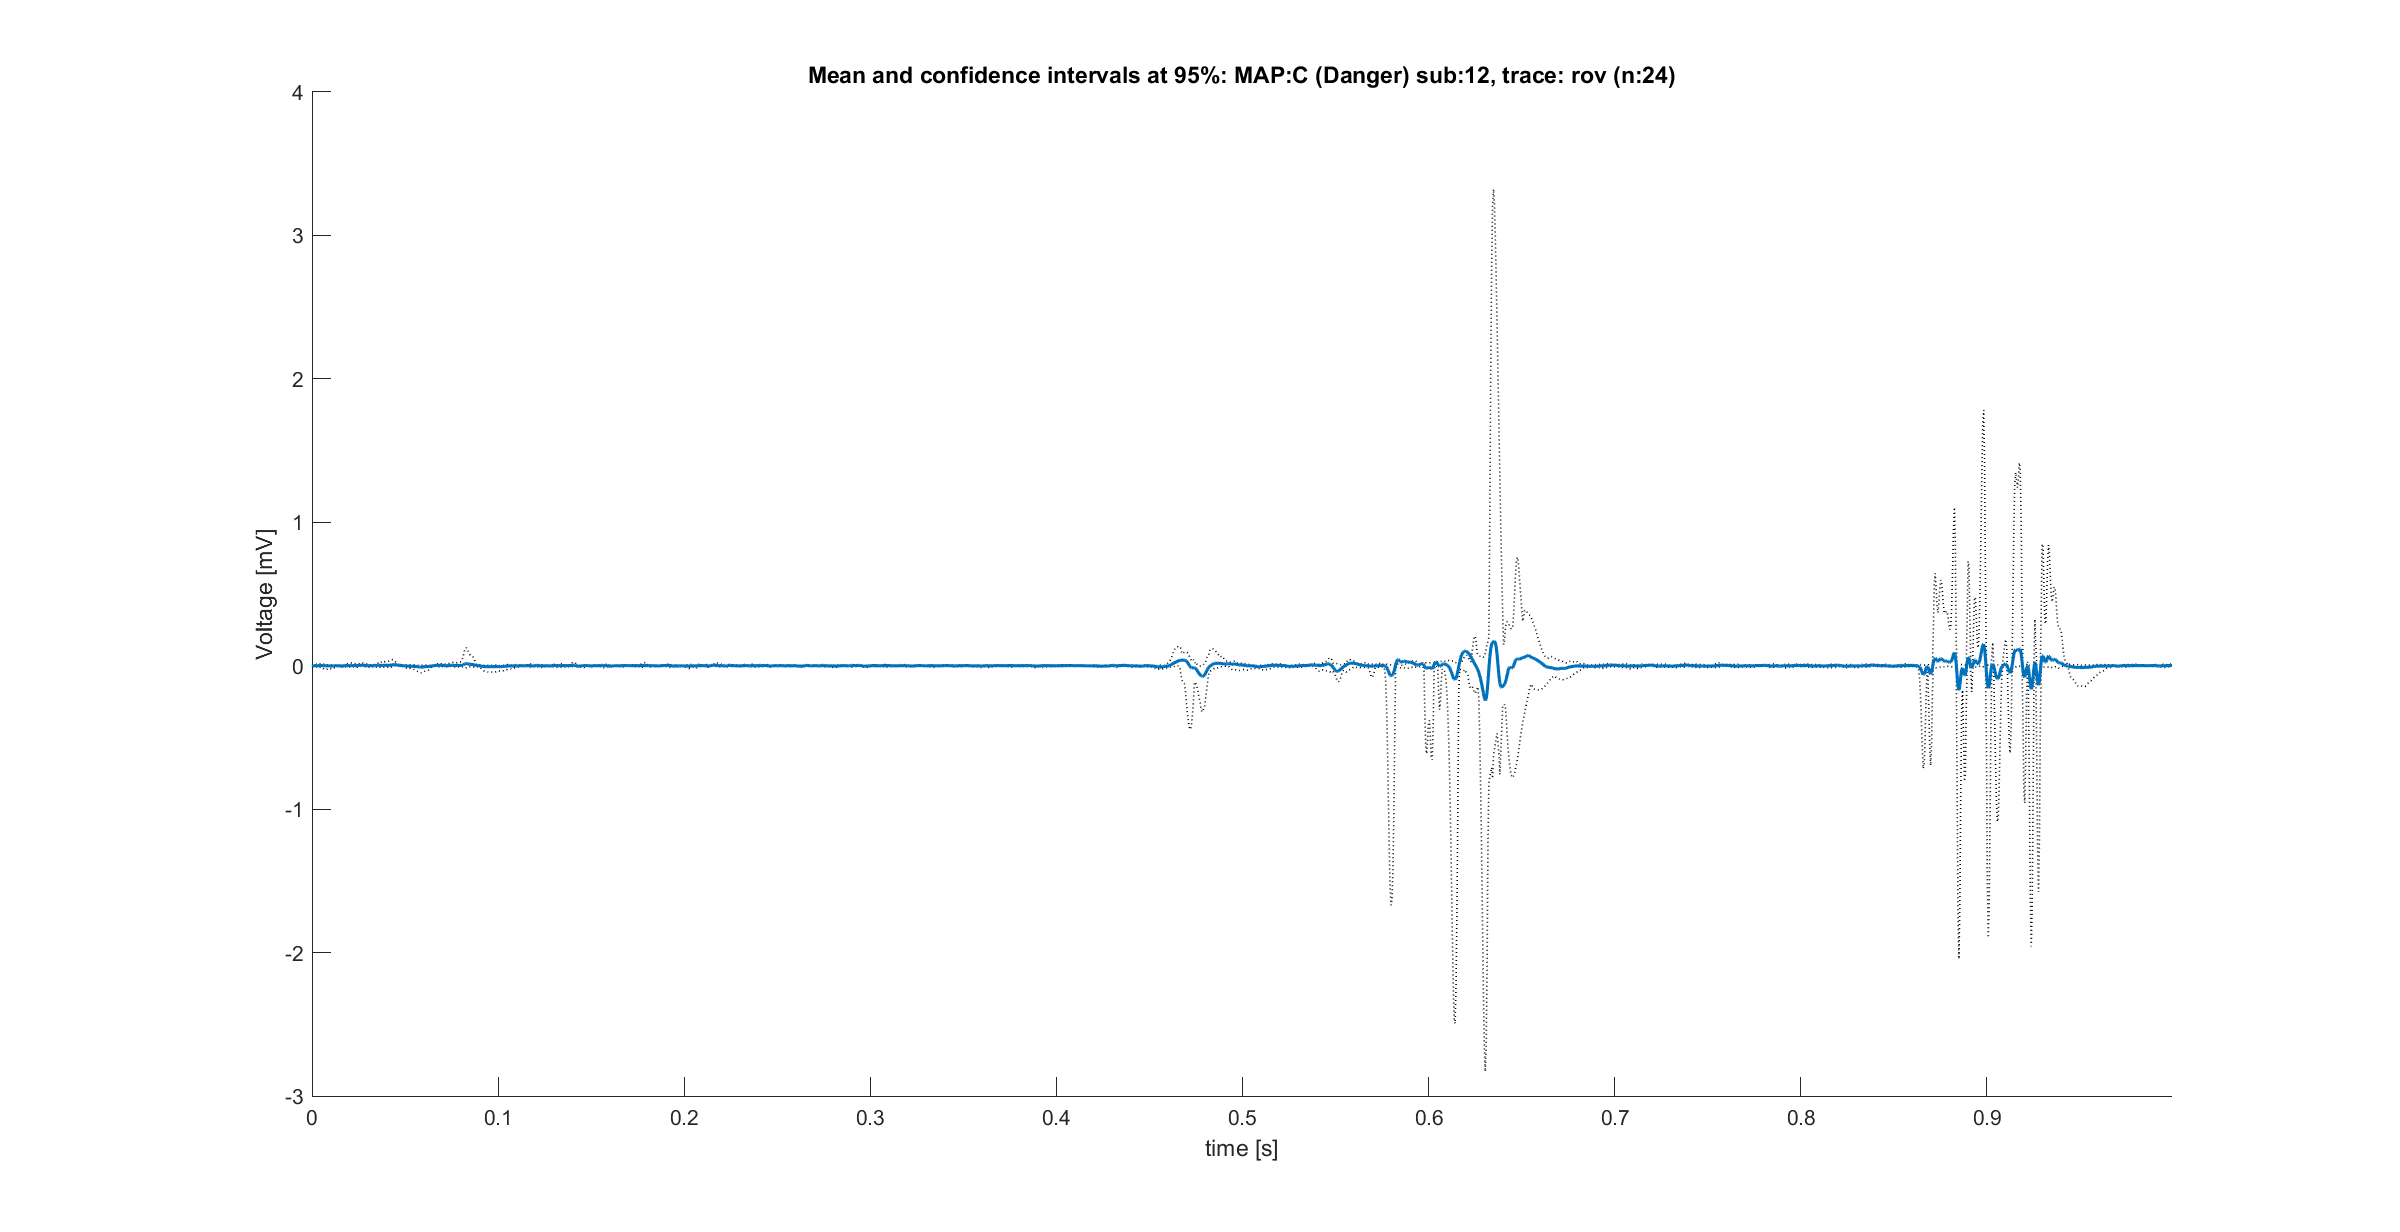 Mean and confidence intervals at 95%: MAP:C (Danger) sub:12, trace: rov (n:24)
4
3
2
1
0
-1
-2
-3
Voltage [mV]
0 0.1 0.2 0.3 0.4 0.5 0.6 0.7 0.8 0.9
time [s]